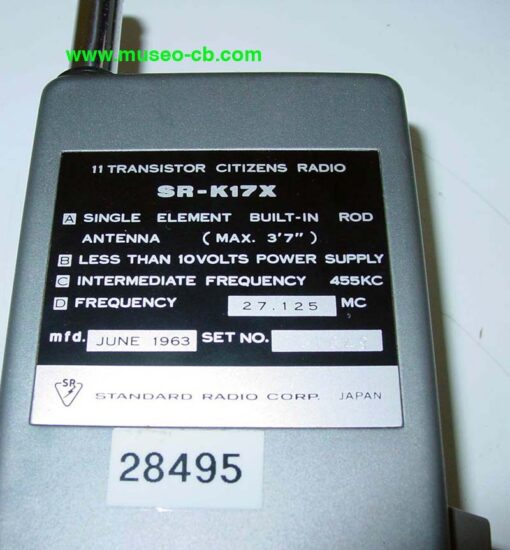 www.museo-cb.com
11 TRANSISTOR CITIZENS RADIO
SR-K17X
A SINGLE ELEMENT BUILT-IN ROD
ANTENNA (MAX. 3'7")
B LESS THAN 10VOLTS POWER SUPPLY
C INTERMEDIATE FREQUENCY 455KC
D FREQUENCY 27.125 MC
mfd. JUNE 1963 SET NO.
SR STANDARD RADIO CORP. JAPAN
28495